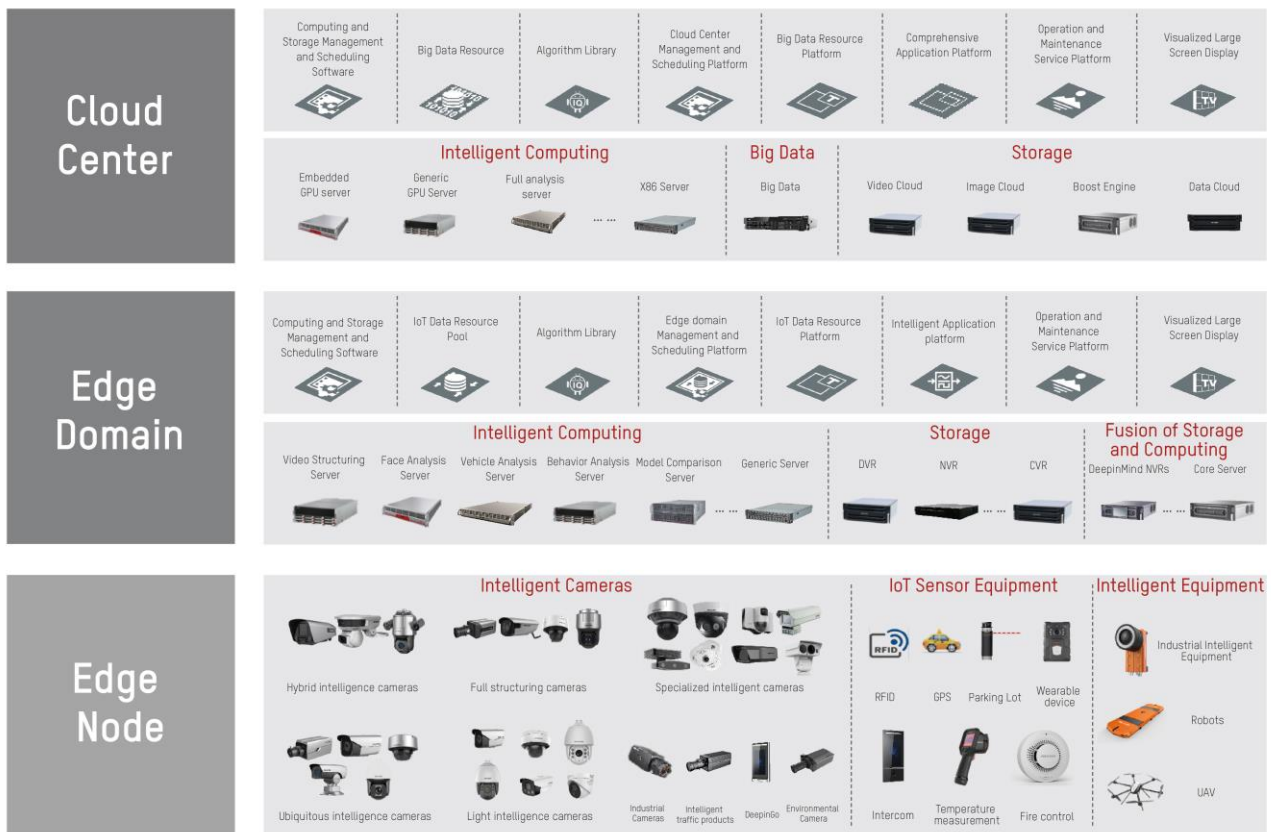 Cloud
Center
Computing and
Storage Management
and Scheduling
Software
Big Data Resource
Algorithm Library
Cloud Center
Management and
Scheduling Platform
Big Data Resource
Platform
Comprehensive
Application Platform
Operation and
Maintenance
Service Platform
Visualized Large
Screen Display
IQ
T
TV
Intelligent Computing
Big Data
Storage
Embedded
GPU server
Generic
GPU Server
Full analysis
server
... ...
X86 Server
Big Data
Video Cloud
Image Cloud
Boost Engine
Data Cloud
Edge
Domain
Computing and Storage
Management and
Scheduling Software
IoT Data Resource
Pool
Algorithm Library
Edge domain
Management and
Scheduling Platform
IoT Data Resource
Platform
Intelligent Application
platform
Operation and
Maintenance
Service Platform
Visualized Large
Screen Display
IQ
T
TV
Intelligent Computing
Storage
Fusion of Storage
and Computing
Video Structuring
Server
Face Analysis
Server
Vehicle Analysis
Server
Behavior Analysis
Server
Model Comparison
Server
... ...
Generic Server
DVR
NVR
... ...
CVR
DeepinMind NVRs
... ...
Core Server
Edge
Node
Intelligent Cameras
IoT Sensor Equipment
Intelligent Equipment
Hybrid intelligence cameras
Full structuring cameras
Specialized intelligent cameras
Ubiquitous intelligence cameras
Light intelligence cameras
Industrial
Cameras
Intelligent
traffic products
DeepinGo
Environmental
Camera
RFID
RFID
GPS
Parking Lot
Wearable
device
Intercom
Temperature
measurement
Fire control
Industrial Intelligent
Equipment
Robots
UAV